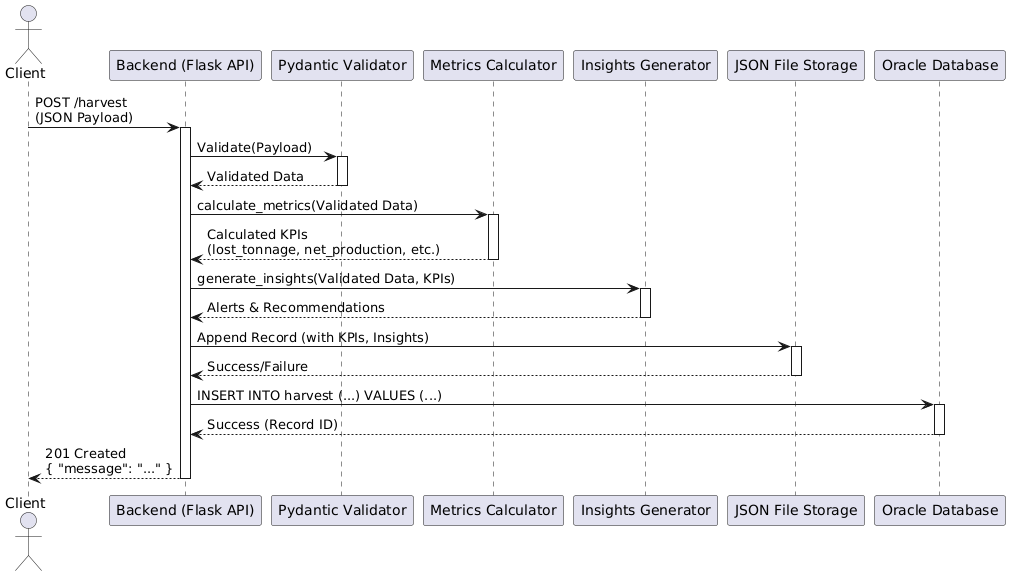 Client
Backend (Flask API)
Pydantic Validator
Metrics Calculator
Insights Generator
JSON File Storage
Oracle Database
POST /harvest
(JSON Payload)
Validate(Payload)
Validated Data
calculate_metrics(Validated Data)
Calculated KPIs
(lost_tonnage, net_production, etc.)
generate_insights(Validated Data, KPIs)
Alerts & Recommendations
Append Record (with KPIs, Insights)
Success/Failure
INSERT INTO harvest (...) VALUES (...)
Success (Record ID)
201 Created
{ "message": "..." }
Client
Backend (Flask API)
Pydantic Validator
Metrics Calculator
Insights Generator
JSON File Storage
Oracle Database